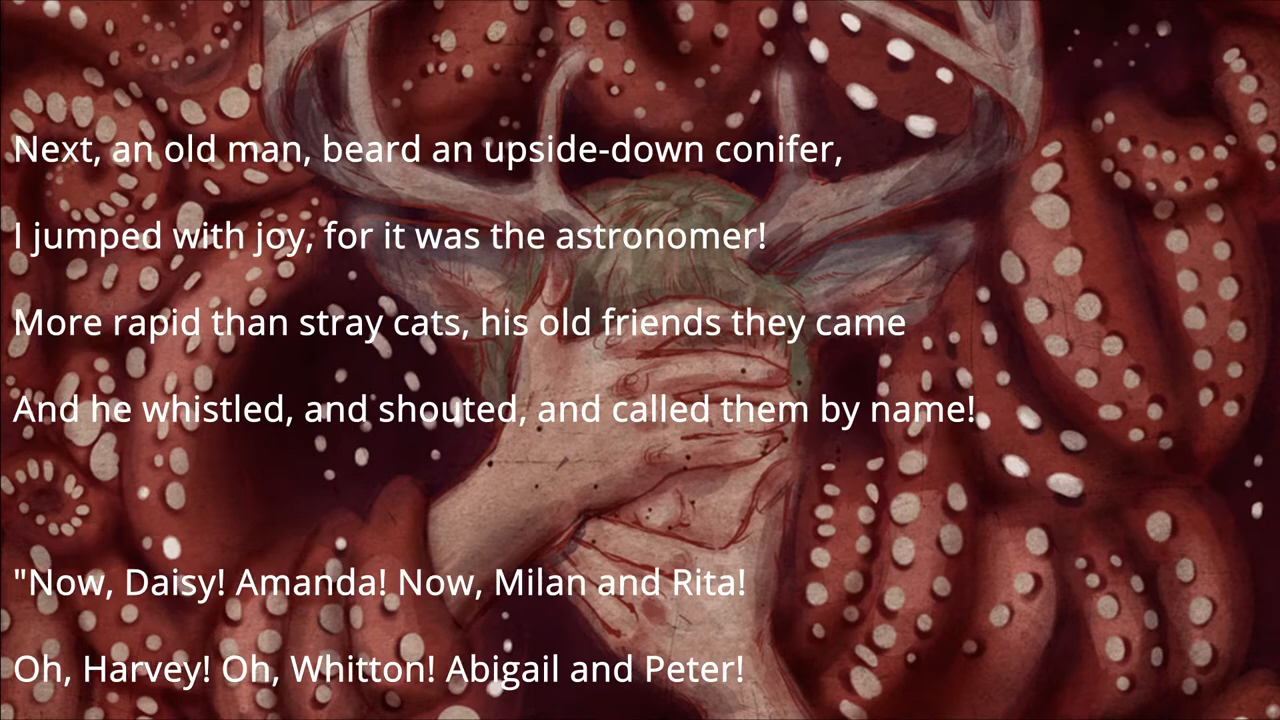 Next, an old man, beard an upside-down conifer,
I jumped with joy, for it was the astronomer!
More rapid than stray cats, his old friends they came
And he whistled, and shouted, and called them by name!
"Now, Daisy! Amanda! Now, Milan and Rita!
Oh, Harvey! Oh, Whitton! Abigail and Peter!